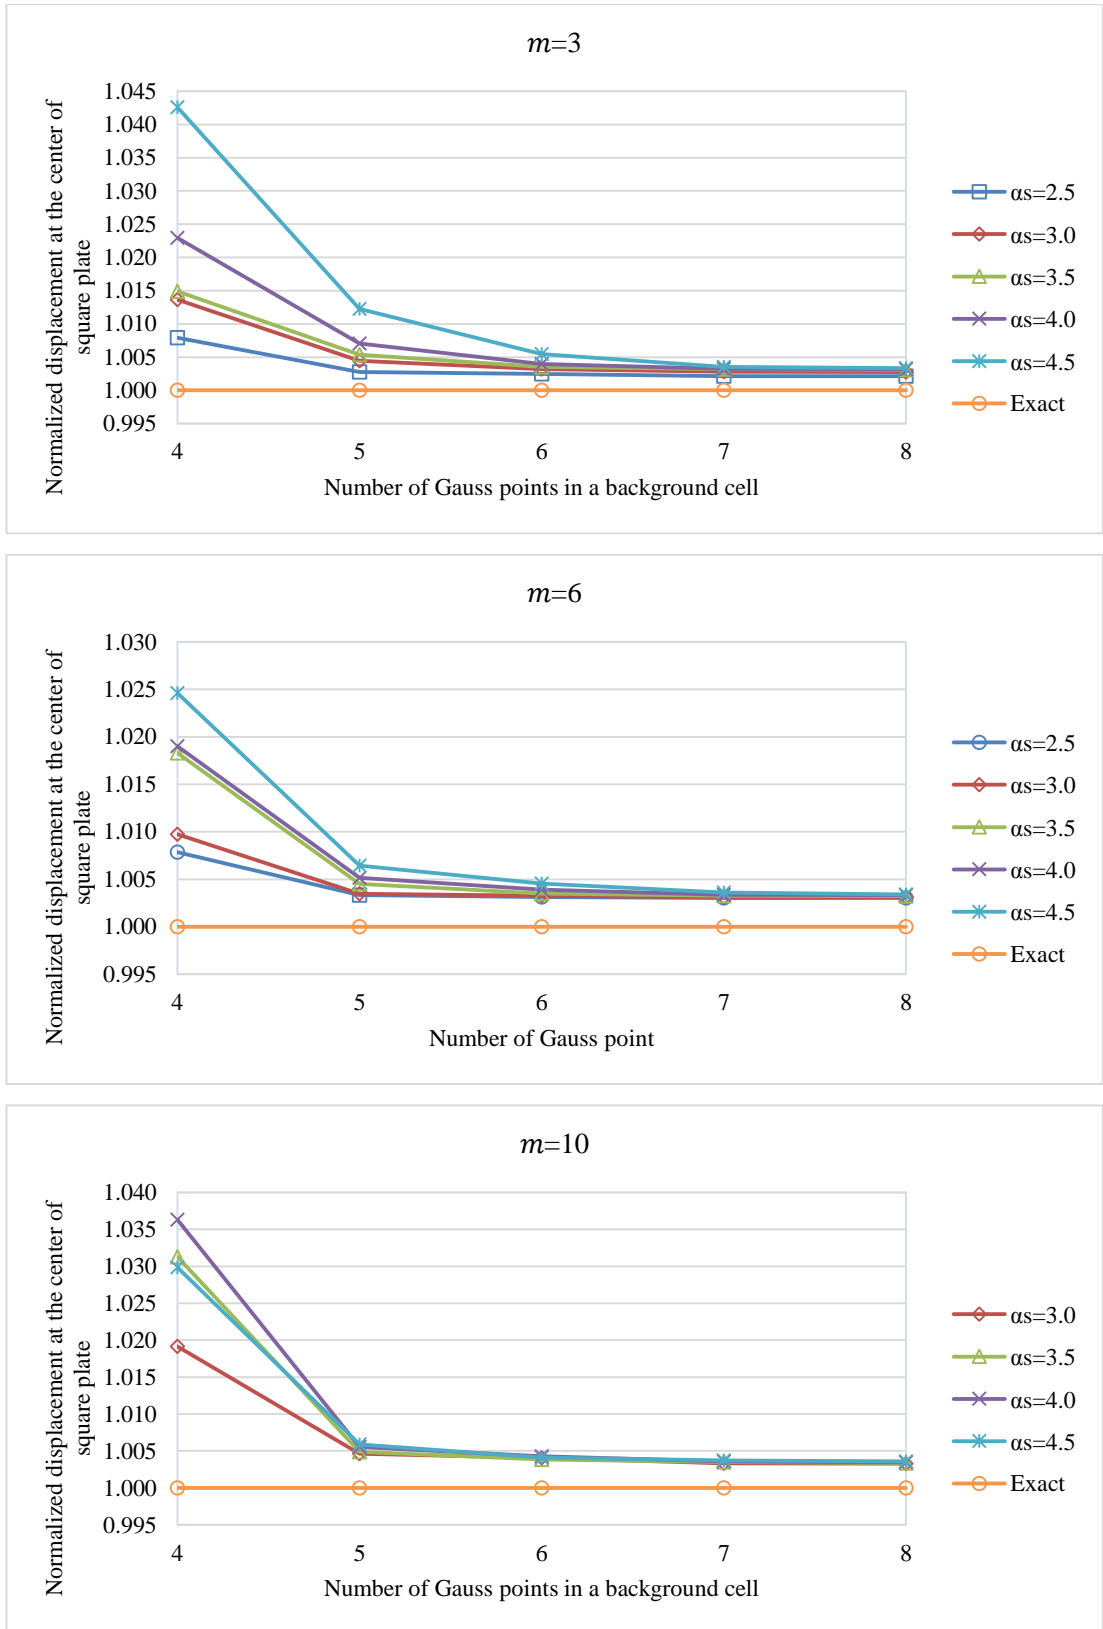 m=3
Normalized displacement at the center of
square plate
1.045
1.040
1.035
1.030
1.025
1.020
1.015
1.010
1.005
1.000
0.995
4 5 6 7 8
Number of Gauss points in a background cell
αs=2.5
αs=3.0
αs=3.5
αs=4.0
αs=4.5
Exact
m=6
Normalized displacement at the center of
square plate
1.030
1.025
1.020
1.015
1.010
1.005
1.000
0.995
4 5 6 7 8
Number of Gauss point
αs=2.5
αs=3.0
αs=3.5
αs=4.0
αs=4.5
Exact
m=10
Normalized displacement at the center of
square plate
1.040
1.035
1.030
1.025
1.020
1.015
1.010
1.005
1.000
0.995
4 5 6 7 8
Number of Gauss points in a background cell
αs=3.0
αs=3.5
αs=4.0
αs=4.5
Exact